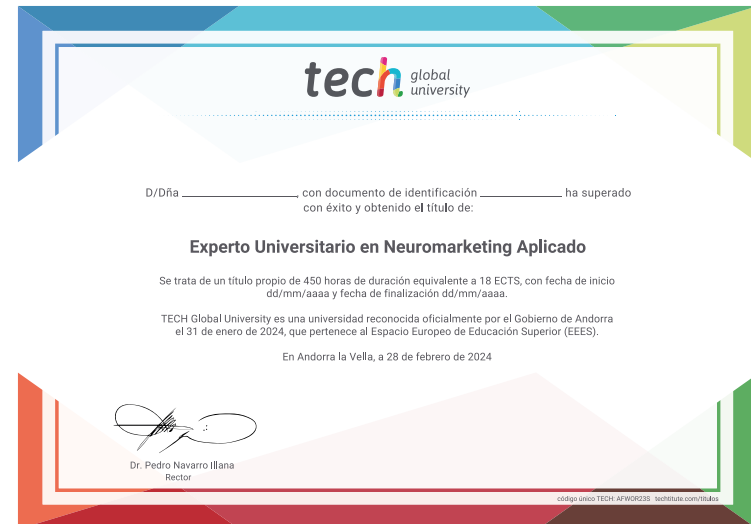 tech global
university
D/Dña ____________________, con documento de identificación ______________ ha superado
con éxito y obtenido el título de:
Experto Universitario en Neuromarketing Aplicado
Se trata de un título propio de 450 horas de duración equivalente a 18 ECTS, con fecha de inicio
dd/mm/aaaa y fecha de finalización dd/mm/aaaa.
TECH Global University es una universidad reconocida oficialmente por el Gobierno de Andorra
el 31 de enero de 2024, que pertenece al Espacio Europeo de Educación Superior (EEES).
En Andorra la Vella, a 28 de febrero de 2024
Dr. Pedro Navarro Illana
Rector
código único TECH: AFWOR23S techtitute.com/titulos